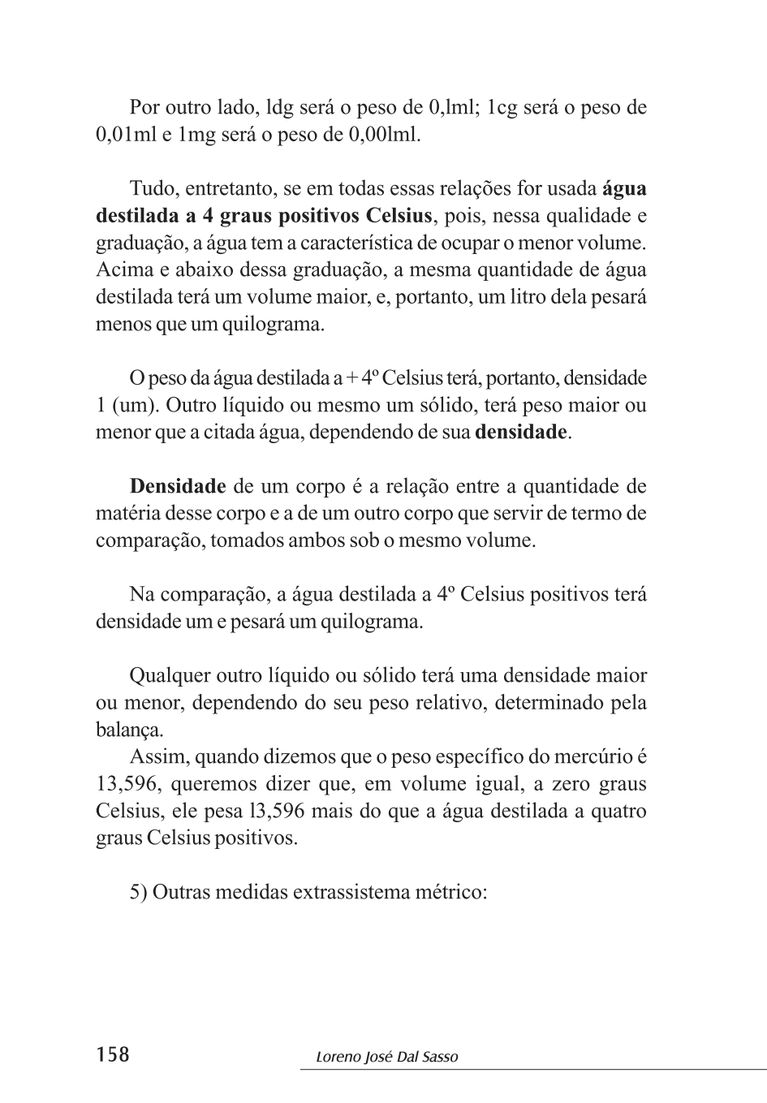 Por outro lado, ldg será o peso de 0,lml; 1cg será o peso de
0,01ml e 1mg será o peso de 0,00lml.
Tudo, entretanto, se em todas essas relações for usada água
destilada a 4 graus positivos Celsius, pois, nessa qualidade e
graduação, a água tem a característica de ocupar o menor volume.
Acima e abaixo dessa graduação, a mesma quantidade de água
destilada terá um volume maior, e, portanto, um litro dela pesará
menos que um quilograma.
O peso da água destilada a + 4º Celsius terá, portanto, densidade
1 (um). Outro líquido ou mesmo um sólido, terá peso maior ou
menor que a citada água, dependendo de sua densidade.
Densidade de um corpo é a relação entre a quantidade de
matéria desse corpo e a de um outro corpo que servir de termo de
comparação, tomados ambos sob o mesmo volume.
Na comparação, a água destilada a 4º Celsius positivos terá
densidade um e pesará um quilograma.
Qualquer outro líquido ou sólido terá uma densidade maior
ou menor, dependendo do seu peso relativo, determinado pela
balança.
Assim, quando dizemos que o peso específico do mercúrio é
13,596, queremos dizer que, em volume igual, a zero graus
Celsius, ele pesa l3,596 mais do que a água destilada a quatro
graus Celsius positivos.
5) Outras medidas extrassistema métrico:
158 Loreno José Dal Sasso